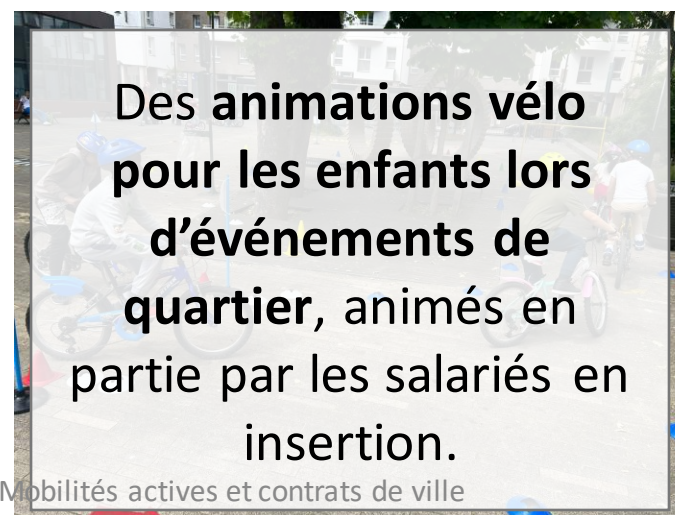 Des animations vélo
pour les enfants lors
d’événements de
quartier, animés en
partie par les salariés en
insertion.
Mobilités actives et contrats de ville